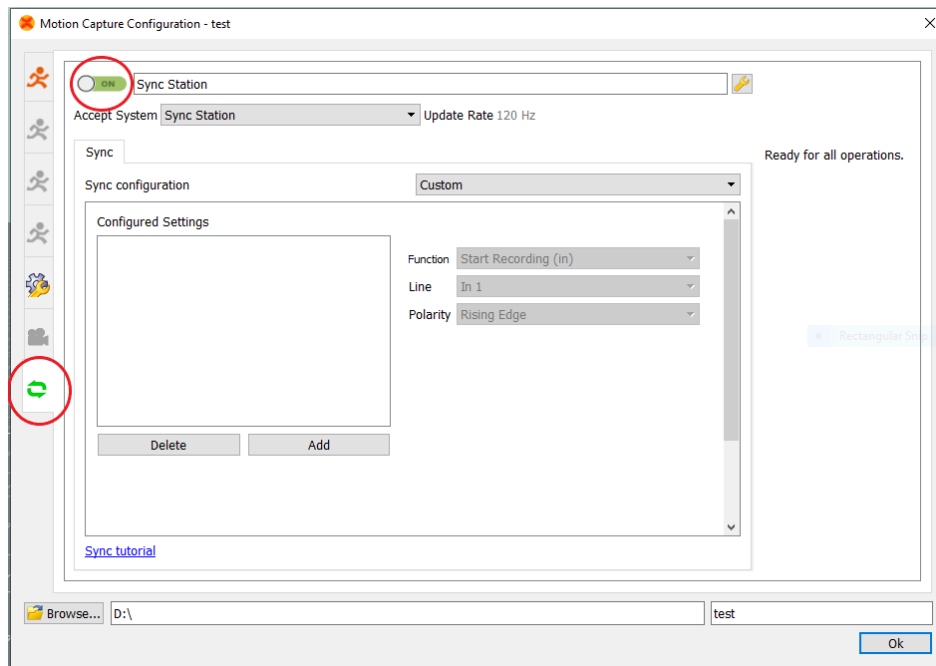 Motion Capture Configuration - test
ON Sync Station
Accept System Sync Station Update Rate 120 Hz
Sync
Ready for all operations.
Sync configuration Custom
Configured Settings
Function Start Recording (in)
Line In 1
Polarity Rising Edge
Rectangular Snip
Delete Add
Sync tutorial
Browse... D:\ test
Ok